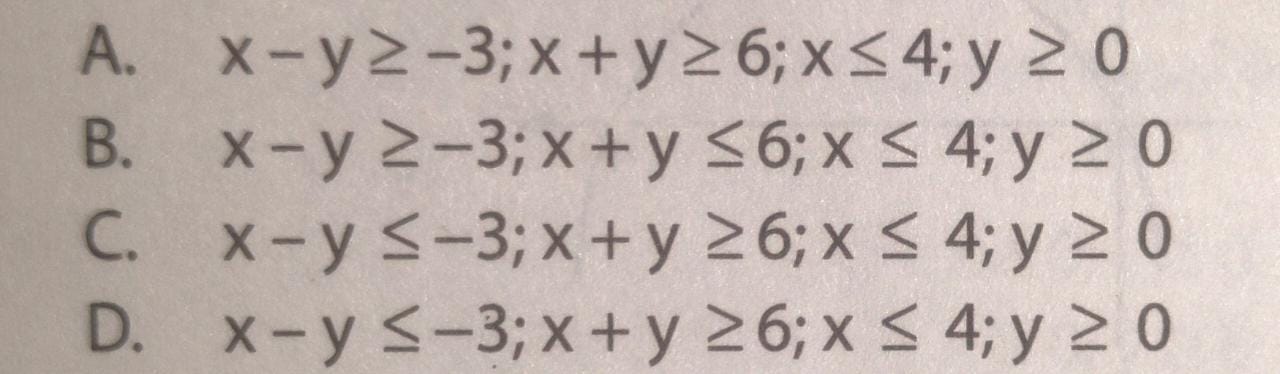 A. x – y ≥ –3; x + y ≥ 6; x ≤ 4; y ≥ 0
B. x – y ≥ –3; x + y ≤ 6; x ≤ 4; y ≥ 0
C. x – y ≤ –3; x + y ≥ 6; x ≤ 4; y ≥ 0
D. x – y ≤ –3; x + y ≥ 6; x ≤ 4; y ≥ 0